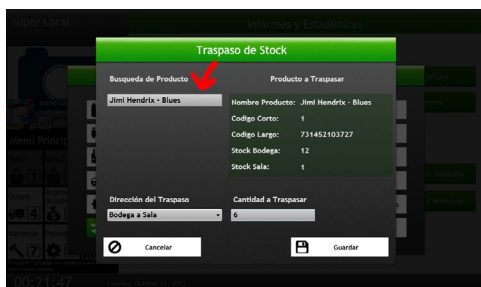 Super Local
Informes y Estadisticas
Traspaso de Stock
Busqueda de Producto
Producto a Traspasar
Jimi Hendrix - Blues
Nombre Producto: Jimi Hendrix - Blues
Codigo Corto: 1
Codigo Largo: 731452103727
Stock Bodega: 12
Stock Sala: 1
Menú Princip
Dirección del Traspaso
Cantidad a Traspasar
Bodega a Sala
6
Cancelar
Guardar
00:21:47